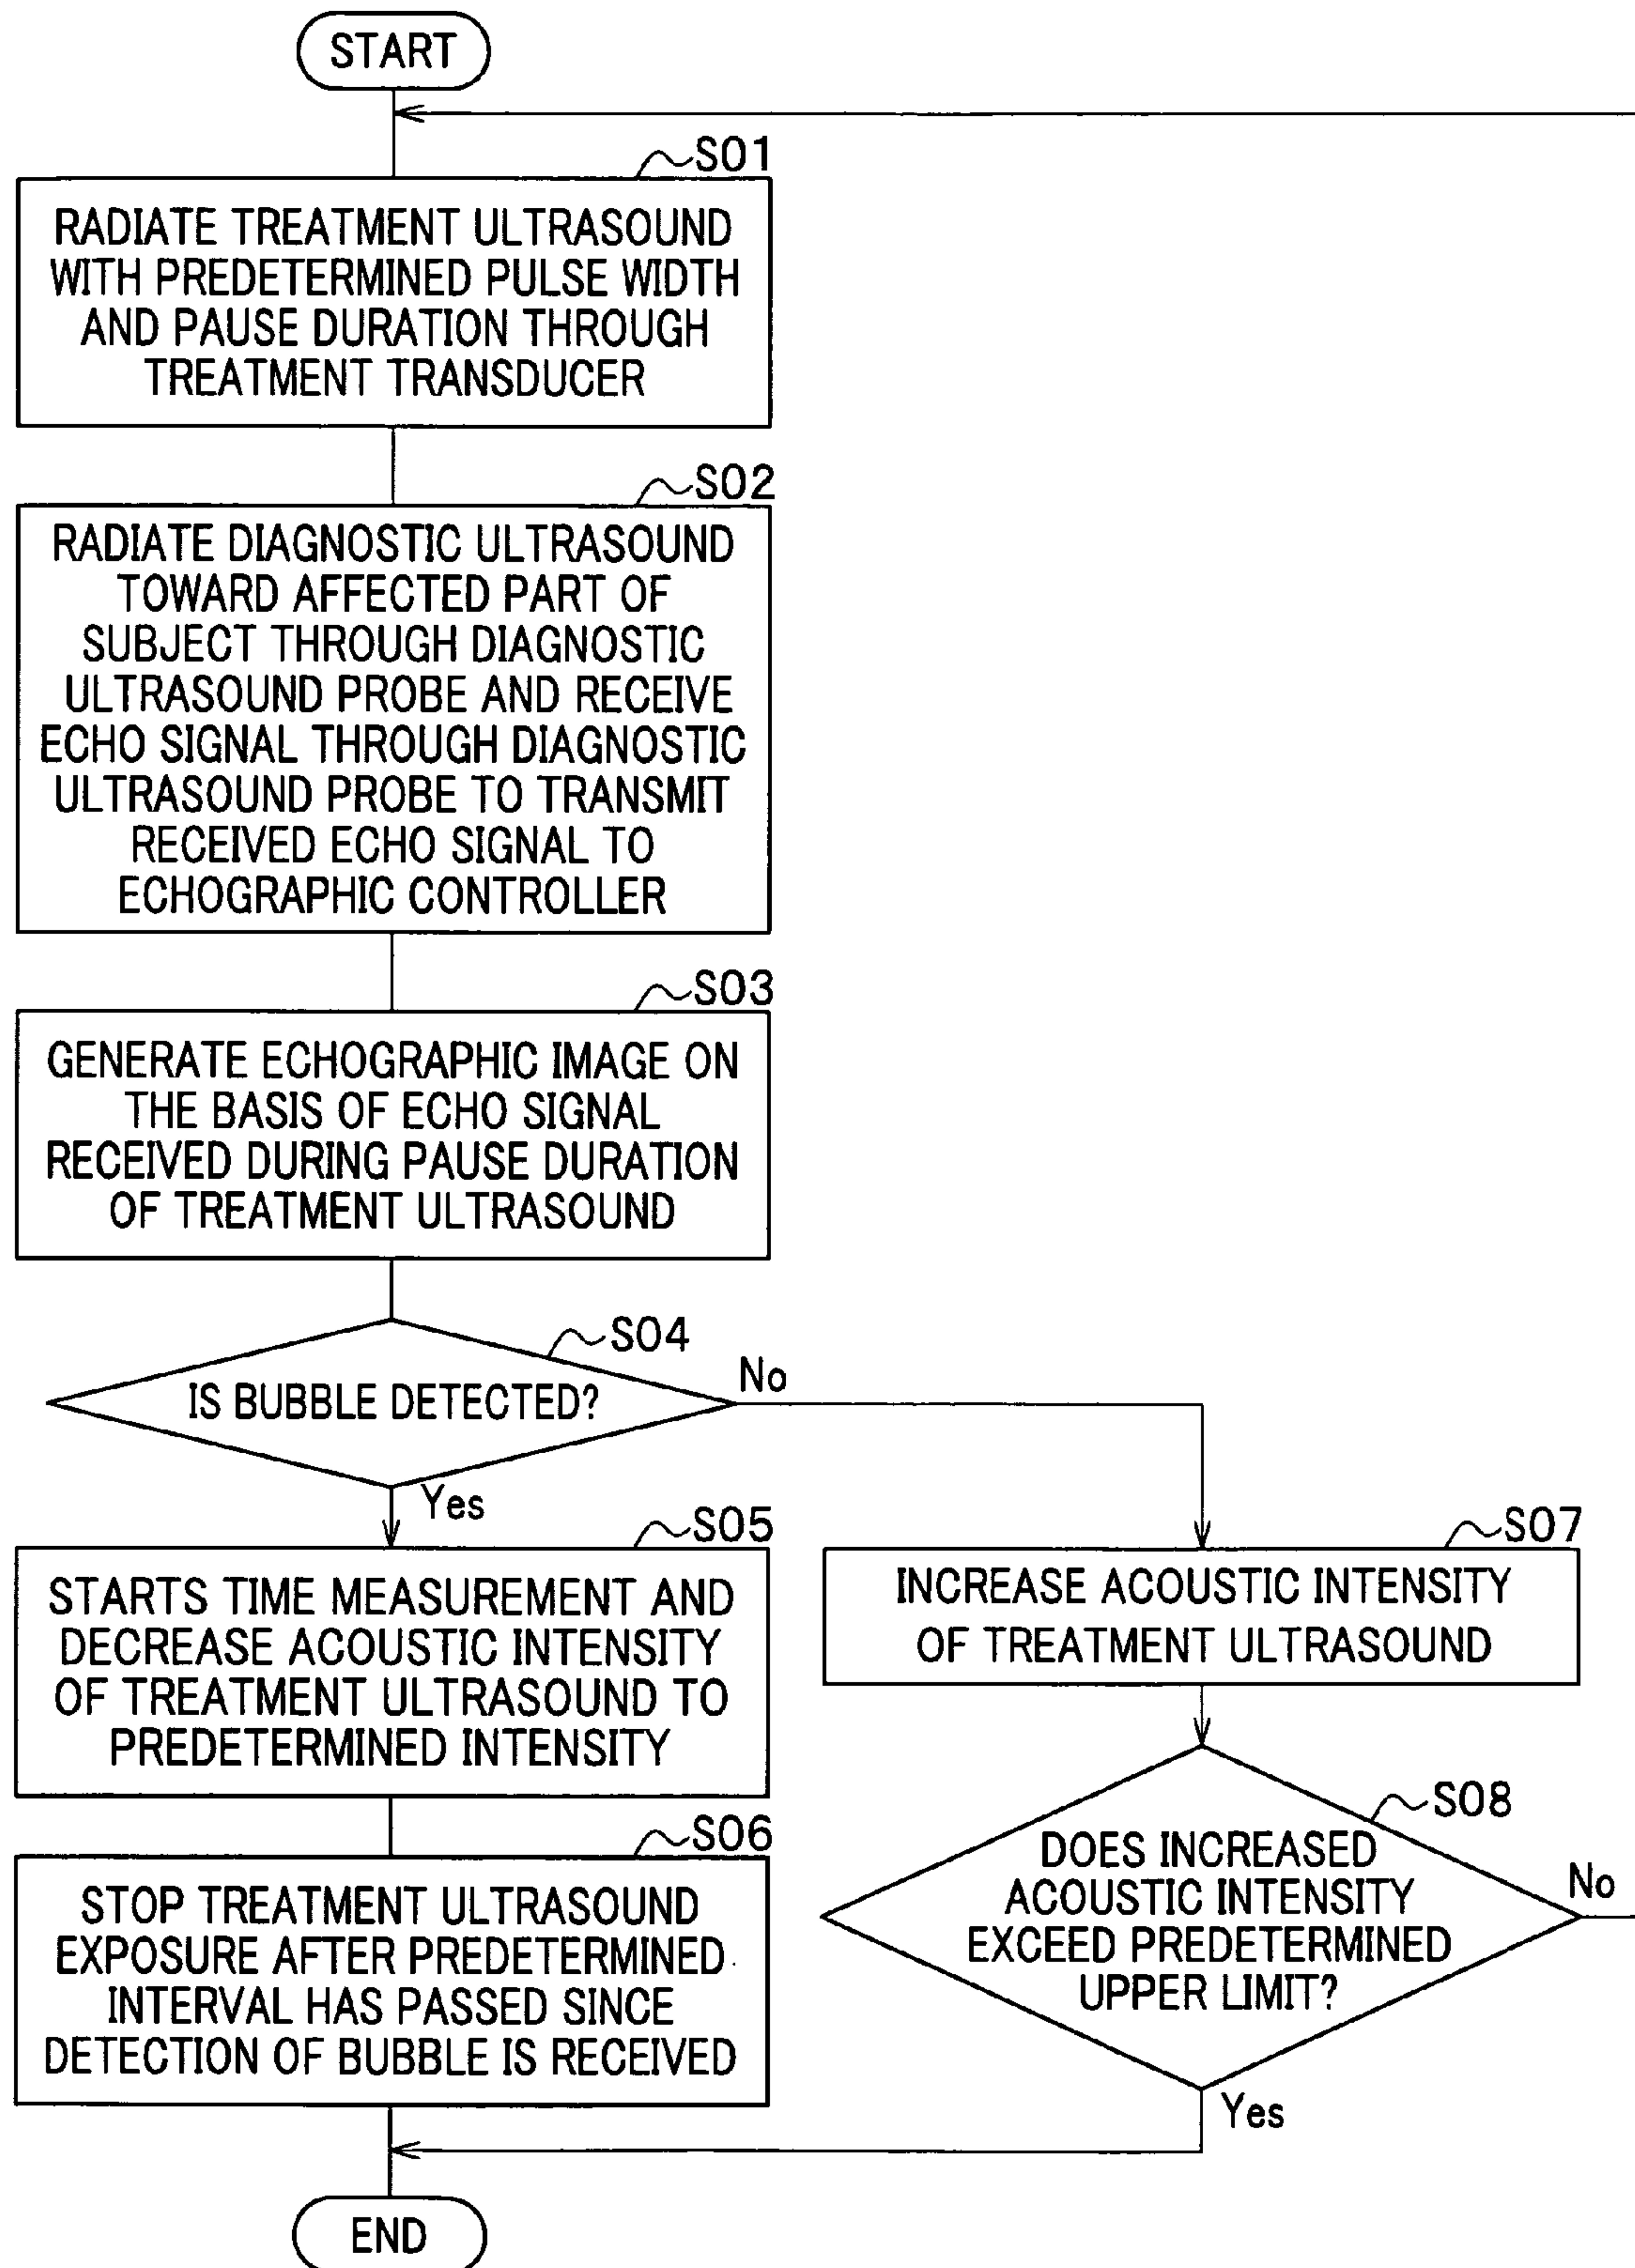 START
S01
RADIATE TREATMENT ULTRASOUND
WITH PREDETERMINED PULSE WIDTH
AND PAUSE DURATION THROUGH
TREATMENT TRANSDUCER
S02
RADIATE DIAGNOSTIC ULTRASOUND
TOWARD AFFECTED PART OF
SUBJECT THROUGH DIAGNOSTIC
ULTRASOUND PROBE AND RECEIVE
ECHO SIGNAL THROUGH DIAGNOSTIC
ULTRASOUND PROBE TO TRANSMIT
RECEIVED ECHO SIGNAL TO
ECHOGRAPHIC CONTROLLER
S03
GENERATE ECHOGRAPHIC IMAGE ON
THE BASIS OF ECHO SIGNAL
RECEIVED DURING PAUSE DURATION
OF TREATMENT ULTRASOUND
S04
IS BUBBLE DETECTED?
No
Yes
S05
STARTS TIME MEASUREMENT AND
DECREASE ACOUSTIC INTENSITY
OF TREATMENT ULTRASOUND TO
PREDETERMINED INTENSITY
S06
STOP TREATMENT ULTRASOUND
EXPOSURE AFTER PREDETERMINED
INTERVAL HAS PASSED SINCE
DETECTION OF BUBBLE IS RECEIVED
S07
INCREASE ACOUSTIC INTENSITY
OF TREATMENT ULTRASOUND
S08
DOES INCREASED
ACOUSTIC INTENSITY
EXCEED PREDETERMINED
UPPER LIMIT?
No
Yes
END